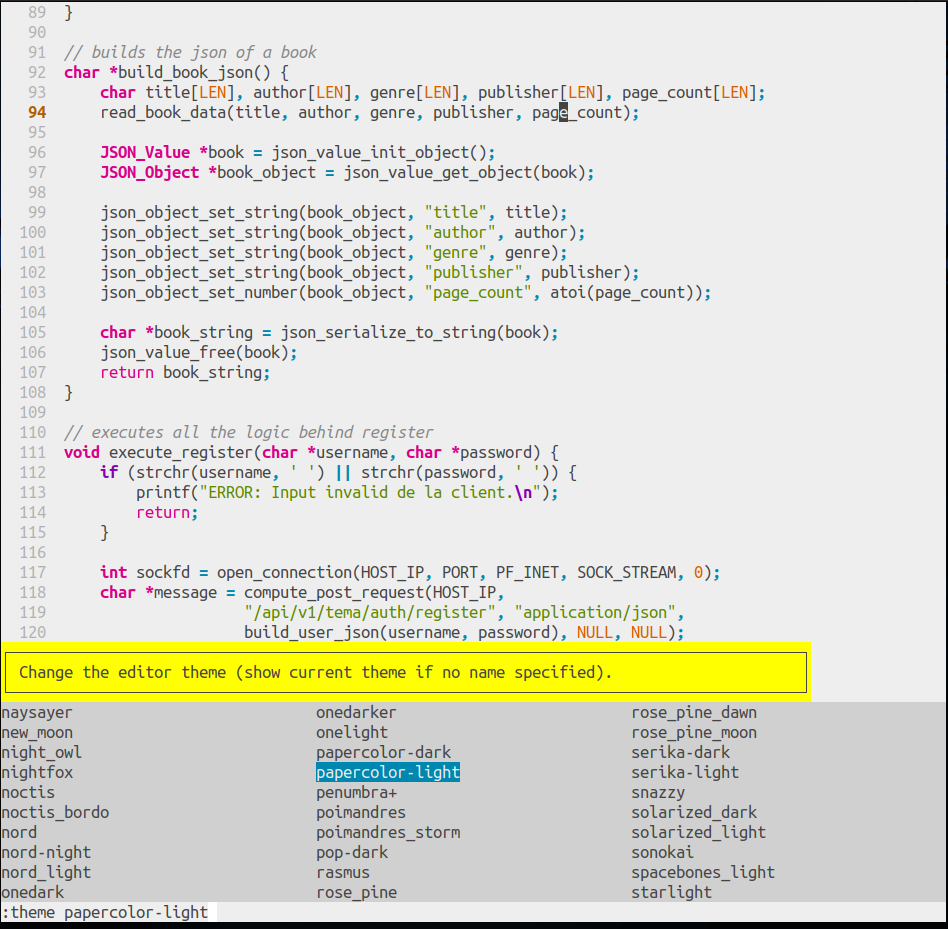 89 }
90
91 // builds the json of a book
92 char *build_book_json() {
93     char title[LEN], author[LEN], genre[LEN], publisher[LEN], page_count[LEN];
94     read_book_data(title, author, genre, publisher, page_count);
95
96     JSON_Value *book = json_value_init_object();
97     JSON_Object *book_object = json_value_get_object(book);
98
99     json_object_set_string(book_object, "title", title);
100     json_object_set_string(book_object, "author", author);
101     json_object_set_string(book_object, "genre", genre);
102     json_object_set_string(book_object, "publisher", publisher);
103     json_object_set_number(book_object, "page_count", atoi(page_count));
104
105     char *book_string = json_serialize_to_string(book);
106     json_value_free(book);
107     return book_string;
108 }
109
110 // executes all the logic behind register
111 void execute_register(char *username, char *password) {
112     if (strchr(username, ' ') || strchr(password, ' ')) {
113         printf("ERROR: Input invalid de la client.\n");
114         return;
115     }
116
117     int sockfd = open_connection(HOST_IP, PORT, PF_INET, SOCK_STREAM, 0);
118     char *message = compute_post_request(HOST_IP,
119                     "/api/v1/tema/auth/register", "application/json",
120                     build_user_json(username, password), NULL, NULL);
Change the editor theme (show current theme if no name specified).
naysayer onedarker rose_pine_dawn
new_moon onelight rose_pine_moon
night_owl papercolor-dark serika-dark
nightfox papercolor-light serika-light
noctis penumbra+ snazzy
noctis_bordo poimandres solarized_dark
nord poimandres_storm solarized_light
nord-night pop-dark sonokai
nord_light rasmus spacebones_light
onedark rose_pine starlight
:theme papercolor-light